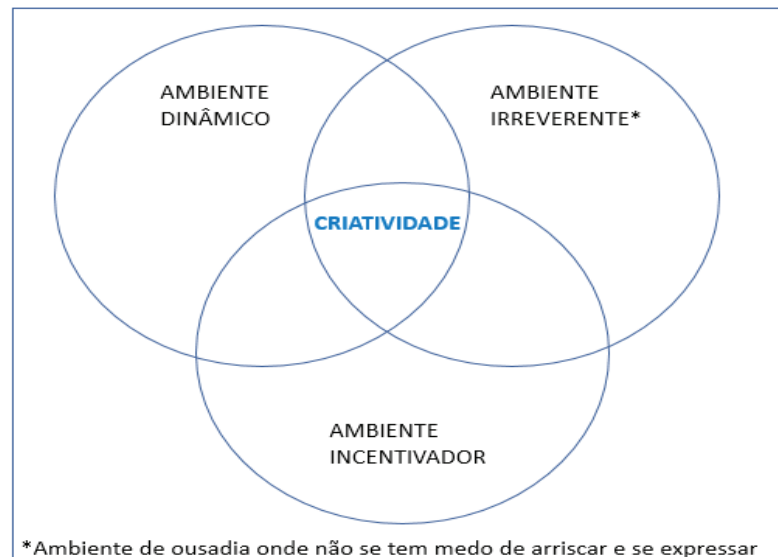 AMBIENTE
DINÂMICO
AMBIENTE
IRREVERENTE*
CRIATIVIDADE
AMBIENTE
INCENTIVADOR
*Ambiente de ousadia onde não se tem medo de arriscar e se expressar